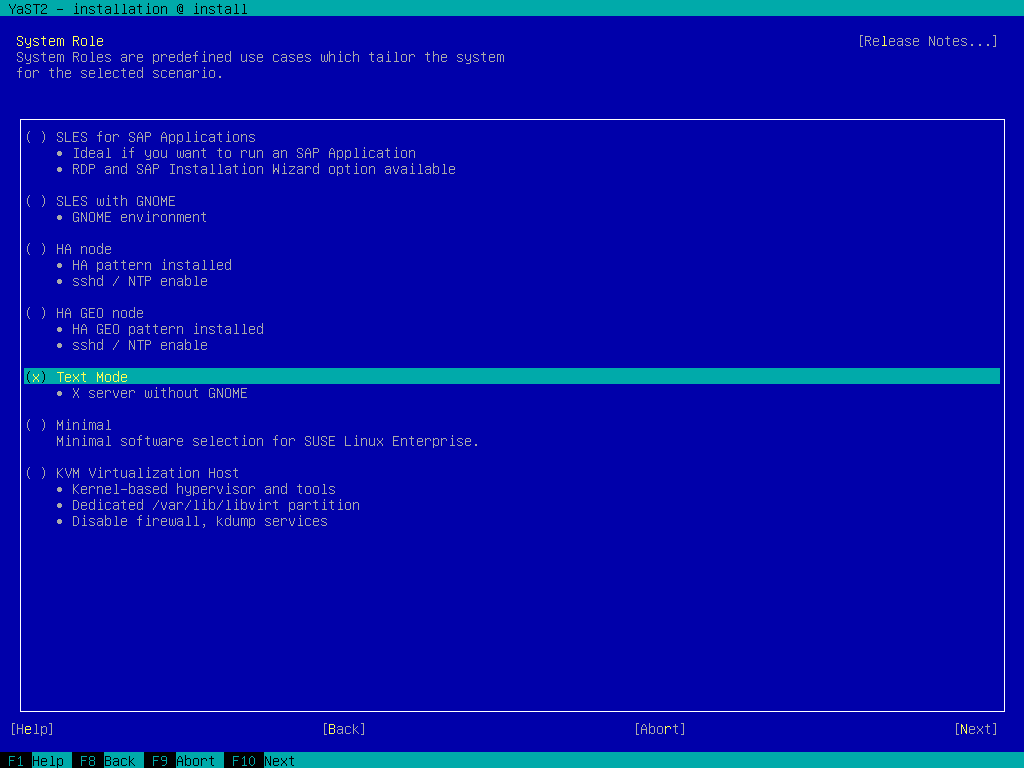 YaST2 - installation @ install
System Role [Release Notes...]
System Roles are predefined use cases which tailor the system
for the selected scenario.
( ) SLES for SAP Applications
• Ideal if you want to run an SAP Application
• RDP and SAP Installation Wizard option available
( ) SLES with GNOME
• GNOME environment
( ) HA node
• HA pattern installed
• sshd / NTP enable
( ) HA GEO node
• HA GEO pattern installed
• sshd / NTP enable
(x) Text Mode
• X server without GNOME
( ) Minimal
Minimal software selection for SUSE Linux Enterprise.
( ) KVM Virtualization Host
• Kernel-based hypervisor and tools
• Dedicated /var/lib/libvirt partition
• Disable firewall, kdump services
[Help] [Back] [Abort] [Next]
F1 Help F8 Back F9 Abort F10 Next